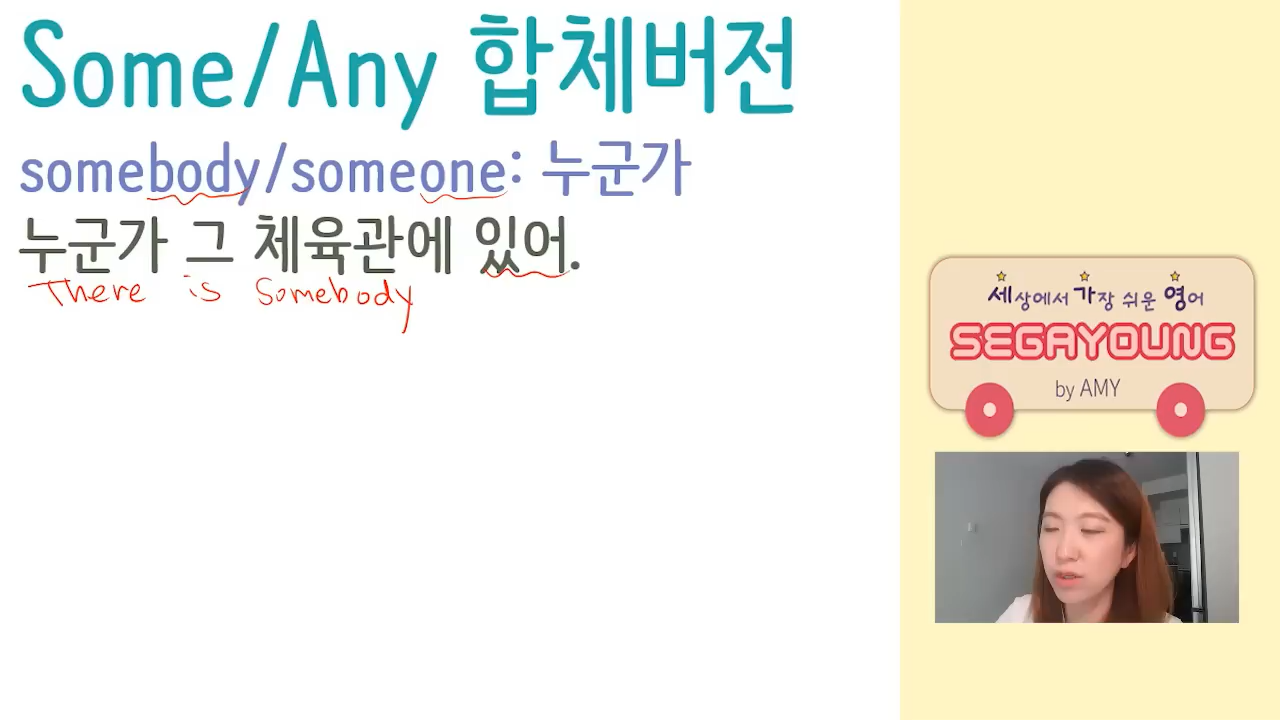 Some/Any 합체버전
somebody/someone: 누군가
누군가 그 체육관에 있어.
There is Somebody
세상에서 가장 쉬운 영어
SEGAYOUNG
by AMY